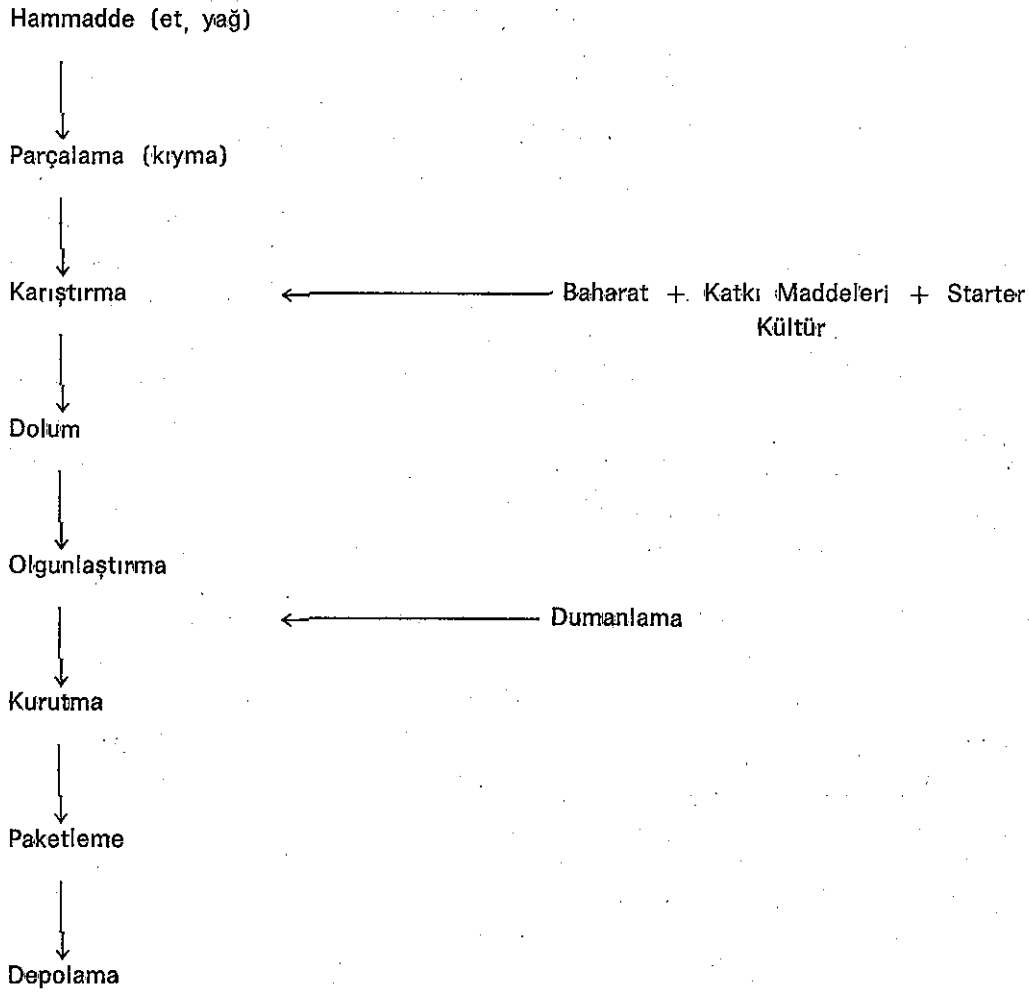 Hammadde (et, yağ)
Parçalama (kıyma)
Karıştırma
Baharat + Katkı Maddeleri + Starter
Kültür
Dolum
Olgunlaştırma
Dumanlama
Kurutma
Paketleme
Depolama